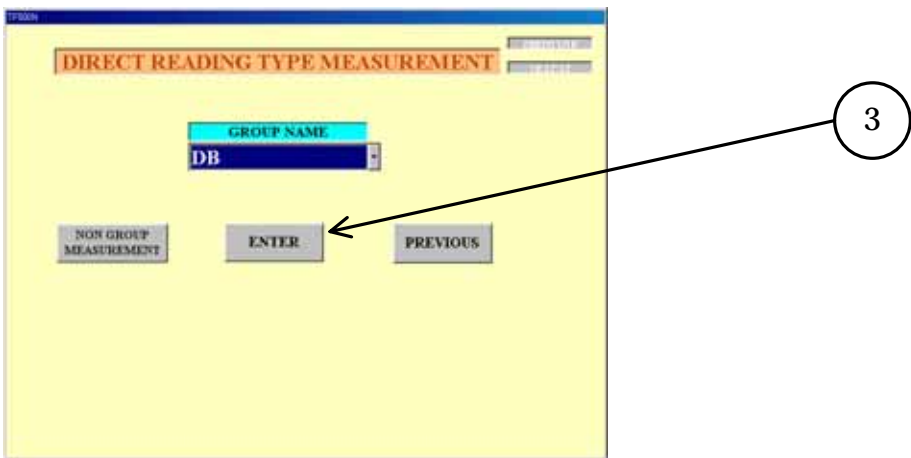 DIRECT READING TYPE MEASUREMENT
GROUP NAME
DB
NON GROUP
MEASUREMENT
ENTER
PREVIOUS
3